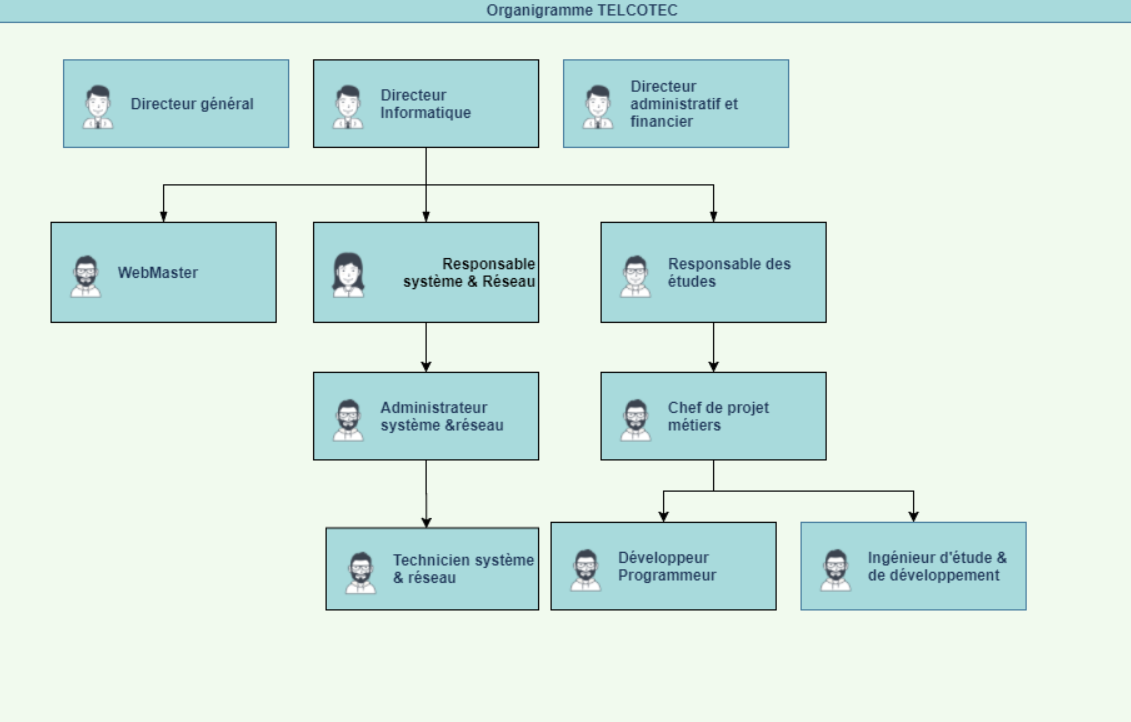 Organigramme TELCOTEC
Directeur général
Directeur
Informatique
Directeur
administratif et
financier
WebMaster
Responsable
système & Réseau
Responsable des
études
Administrateur
système &réseau
Chef de projet
métiers
Technicien système
& réseau
Développeur
Programmeur
Ingénieur d'étude &
de développement